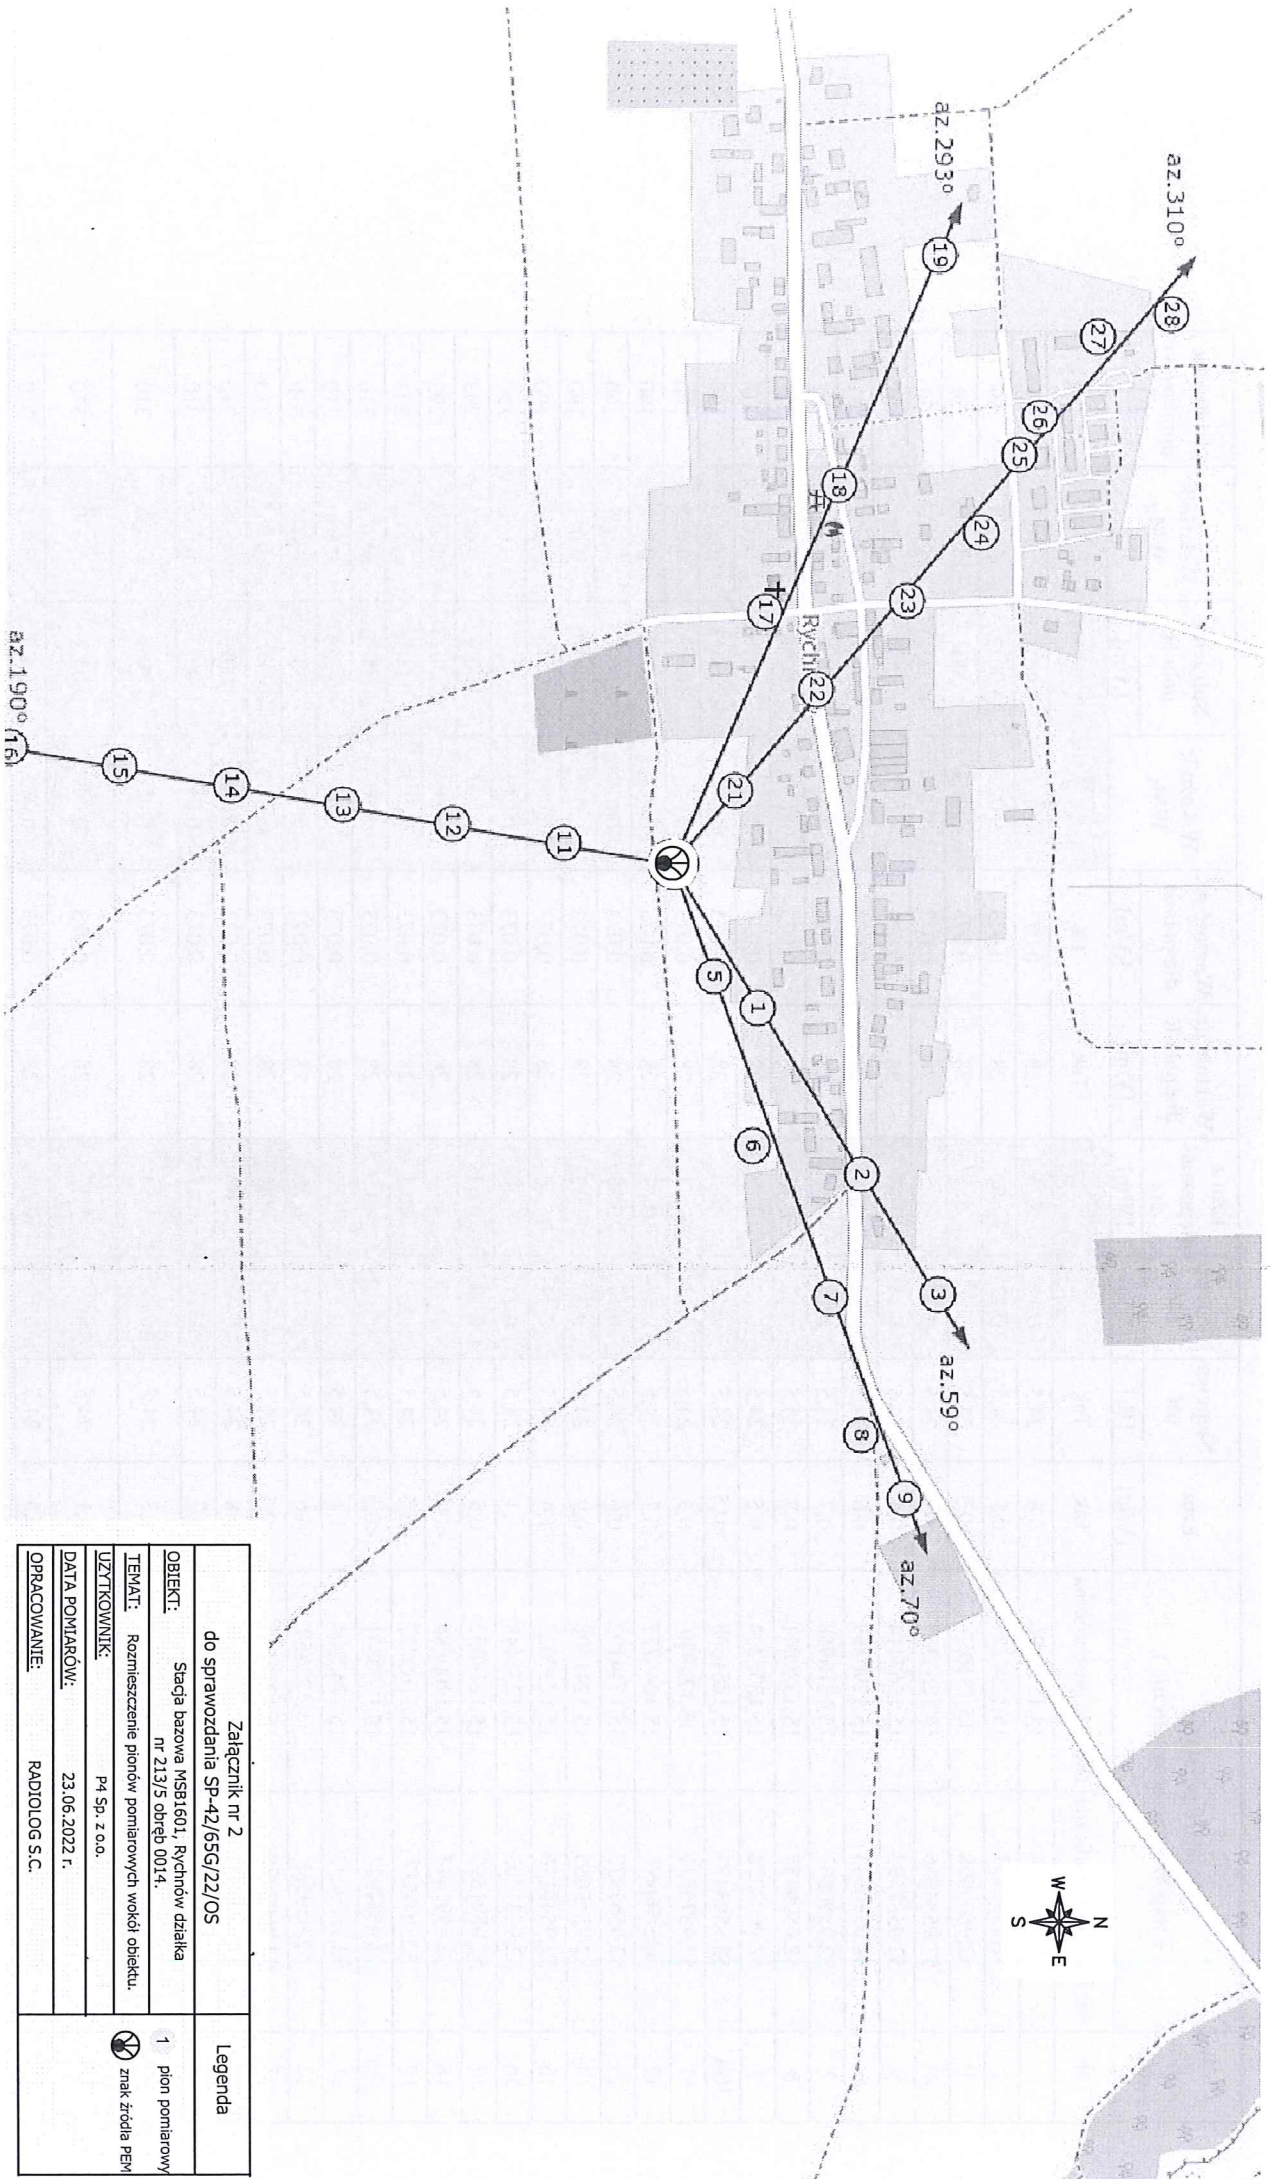 az.310°
28
27
26
25
24
23
22
21
az.293°
19
18
17
1
2
3
az.59°
5
6
7
8
9
az.70°
11
12
13
14
15
16
az.190°
N
W
E
S
Załącznik nr 2
do sprawozdania SP-42/65G/22/OS
OBIEKT: Stacja bazowa MSB1601, Rychnów działka
nr 213/5 obręb 0014.
TEMAT: Rozmieszczenie pionów pomiarowych wokół obiektu.
UŻYTKOWNIK: P4 Sp. z o.o.
DATA POMIARÓW: 23.06.2022 r.
OPRACOWANIE: RADIOLOG S.C.
Legenda
1 pion pomiarowy
znak źródła PEM